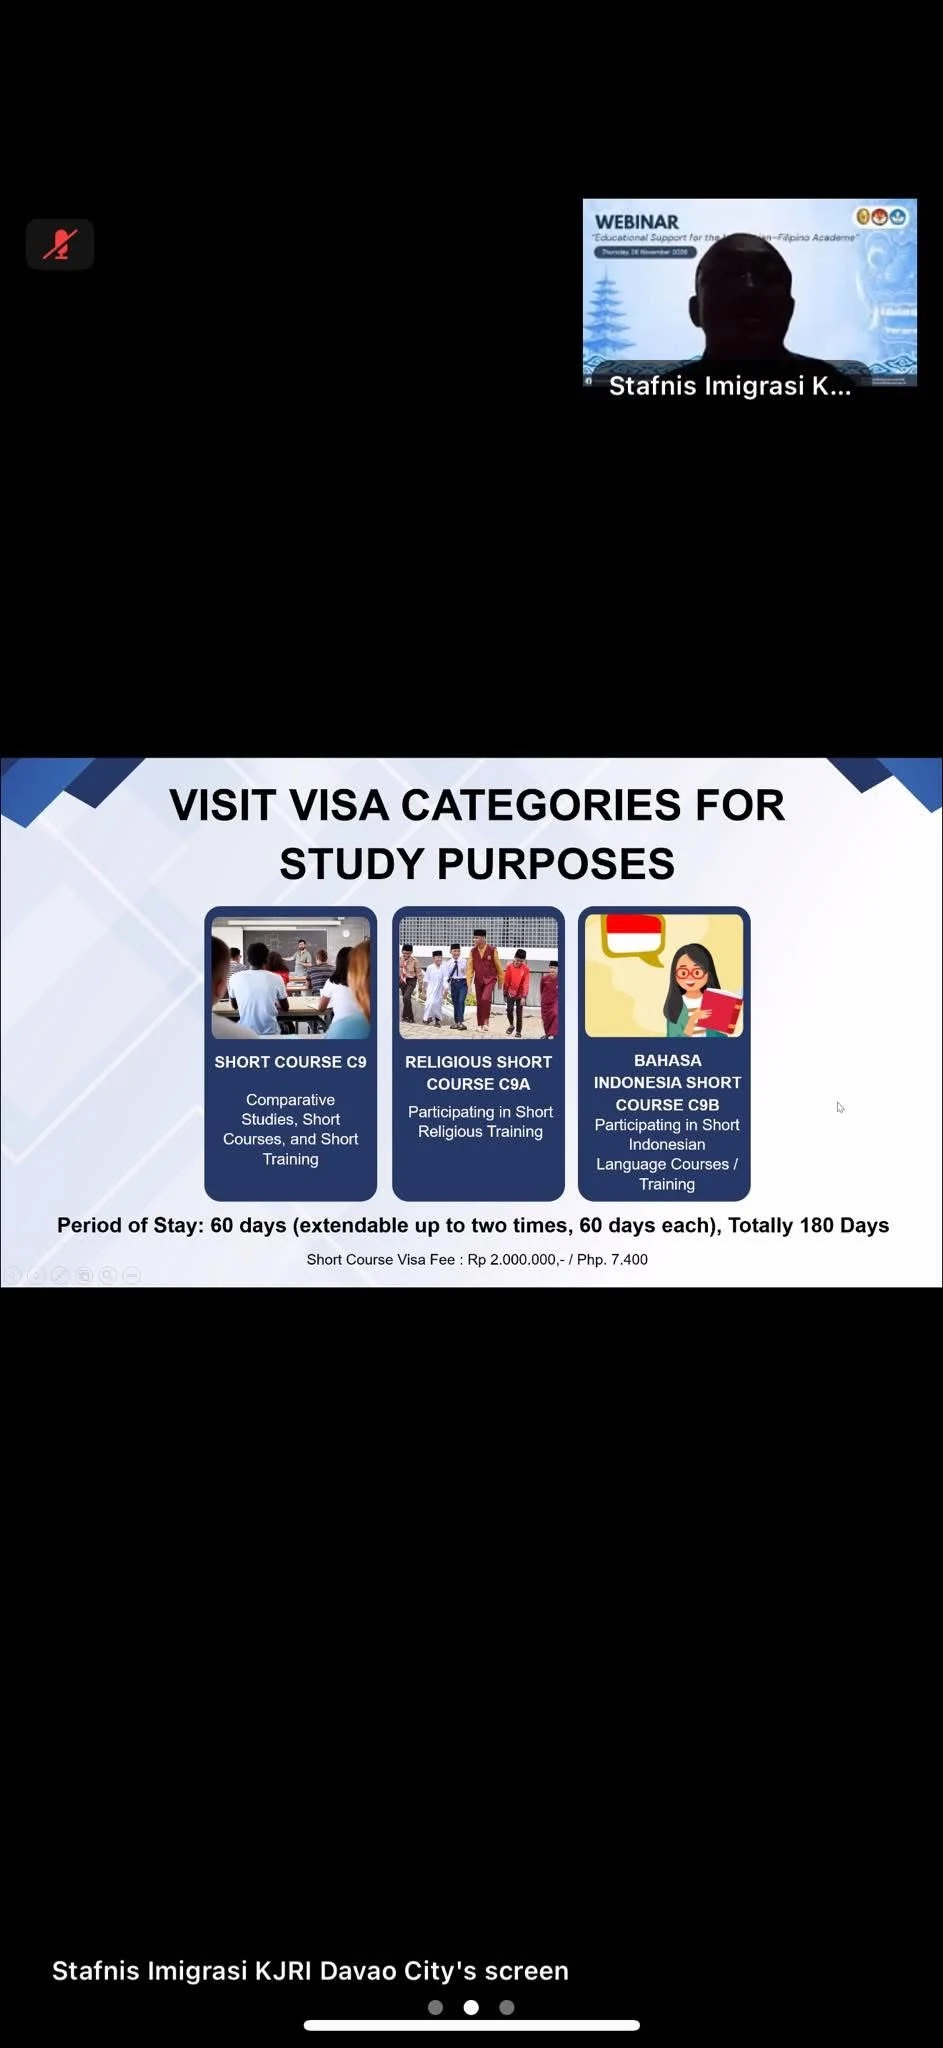 WEBINAR
"Educational Support for the
ian-Filipino Academe"
Stafnis Imigrasi K...
VISIT VISA CATEGORIES FOR
STUDY PURPOSES
SHORT COURSE C9
Comparative
Studies, Short
Courses, and Short
Training
RELIGIOUS SHORT
COURSE C9A
Participating in Short
Religious Training
BAHASA
INDONESIA SHORT
COURSE C9B
Participating in Short
Indonesian
Language Courses /
Training
Period of Stay: 60 days (extendable up to two times, 60 days each), Totally 180 Days
Short Course Visa Fee : Rp 2.000.000,- / Php. 7.400
Stafnis Imigrasi KJRI Davao City's screen